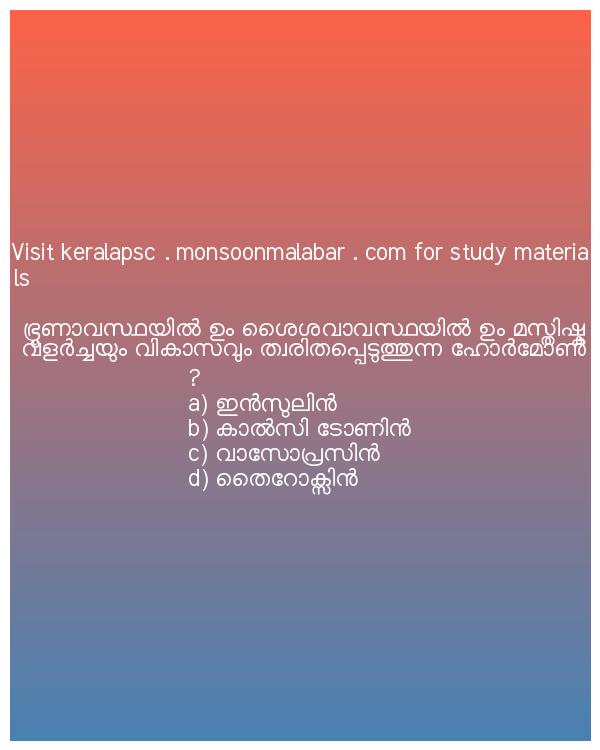 Visit keralapsc . monsoonmalabar . com for study materia
ls
ഭ്രൂണാവസ്ഥയിൽ ഉം ശൈശവാവസ്ഥയിൽ ഉം മസ്തിഷ്ക
വളർച്ചയും വികാസവും ത്വരിതപ്പെടുത്തുന്ന ഹോർമോൺ
?
a) ഇൻസുലിൻ
b) കാൽസി ടോണിൻ
c) വാസോപ്രസിൻ
d) തൈറോക്സിൻ